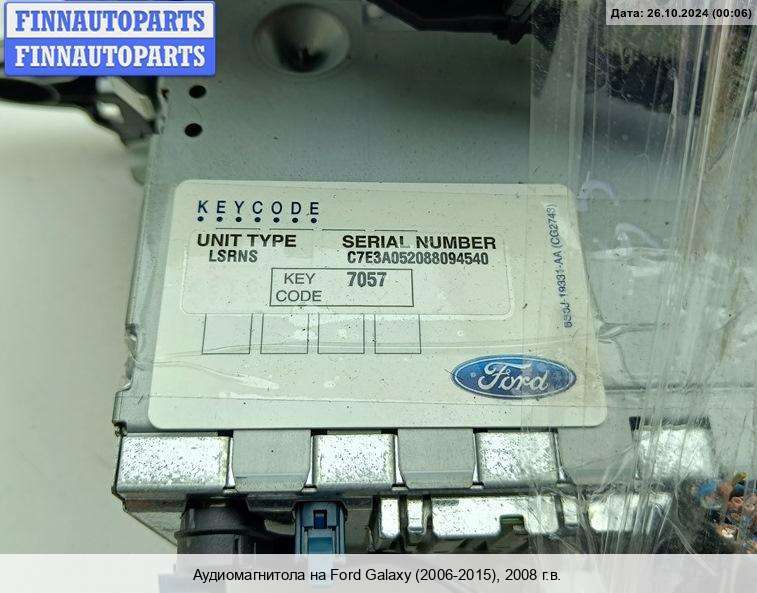 FINNAUTOPARTS
FINNAUTOPARTS
Дата: 26.10.2024 (00:06)
KEYCODE
UNIT TYPE SERIAL NUMBER
LSRNS C7E3A052088094540
KEY CODE 7057
Ford
19331-AA (CG2743)
Аудиомагнитола на Ford Galaxy (2006-2015), 2008 г.в.